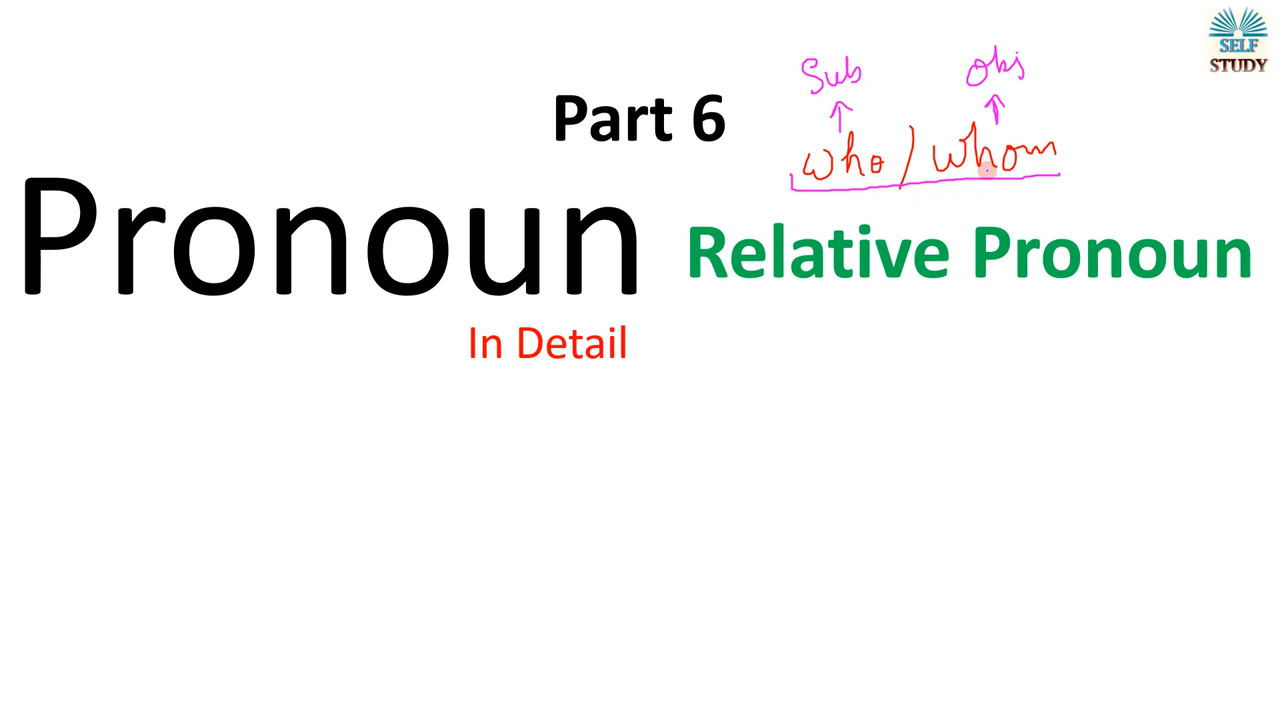 SELF
STUDY
Sub Obj
Part 6
who / whom
Pronoun
Relative Pronoun
In Detail